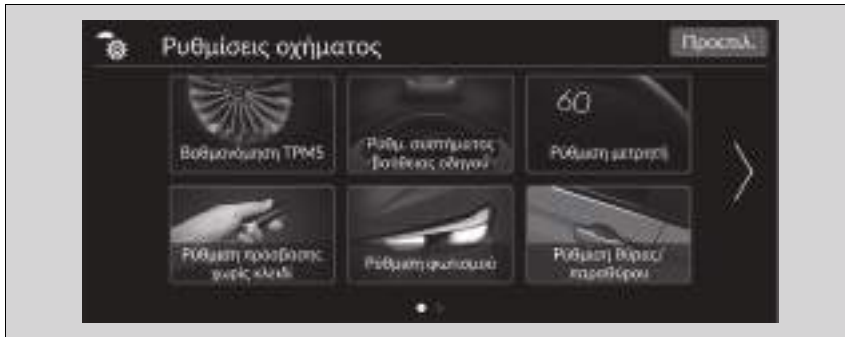 Ρυθμίσεις οχήματος
Προεπιλ.
Βαθμονόμηση TPMS
Ρύθμ. συστήματος
βοήθειας οδηγού
60
Ρύθμιση μετρητή
Ρύθμιση πρόσβασης
χωρίς κλειδί
Ρύθμιση φωτισμού
Ρύθμιση θύρας/
παραθύρου